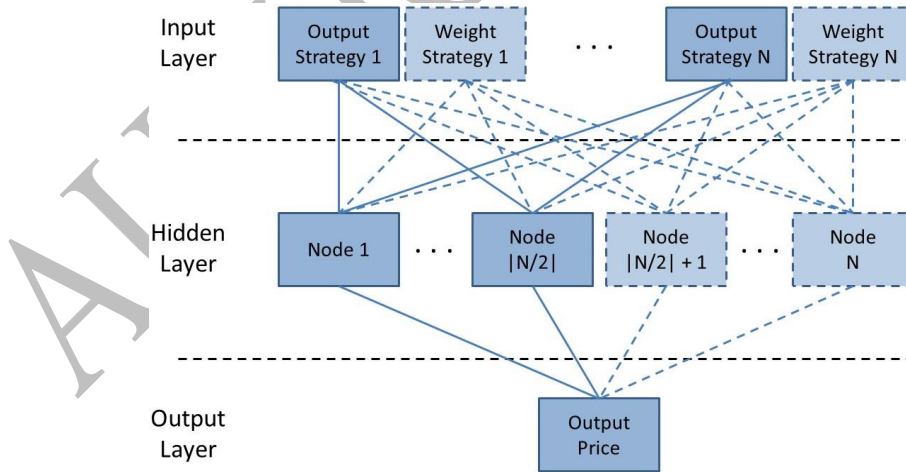 Input
Layer
Output
Strategy 1
Weight
Strategy 1
. . .
Output
Strategy N
Weight
Strategy N
Hidden
Layer
Node 1
. . .
Node
|N/2|
Node
|N/2| + 1
. . .
Node
N
Output
Layer
Output
Price